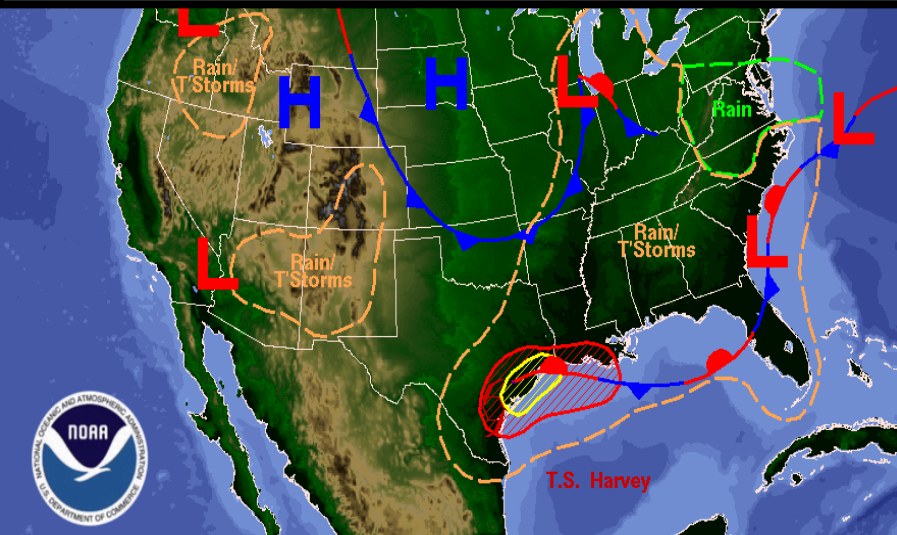 L
L
Rain/
T'Storms
H
H
L
Rain
L
L
Rain/
T'Storms
L
Rain/
T'Storms
T.S. Harvey
NATIONAL OCEANIC AND ATMOSPHERIC ADMINISTRATION
NOAA
U.S. DEPARTMENT OF COMMERCE